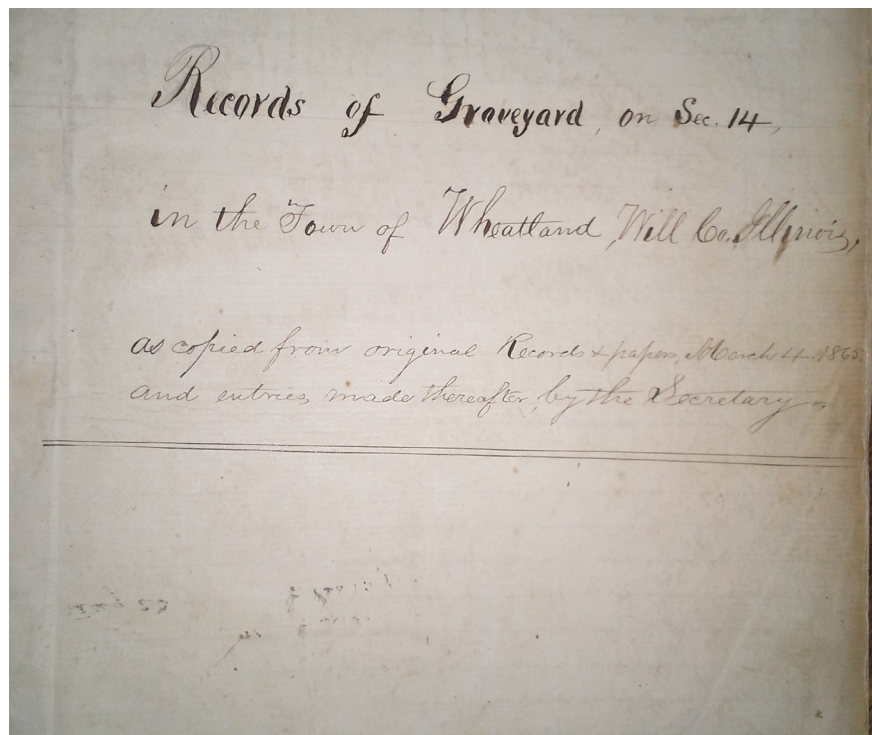 Records of Graveyard, on Sec. 14,
in the Town of Wheatland, Will Co. Illinois,
as copied from original Records & papers, March 4. 1865.
and entries made thereafter, by the Secretary.